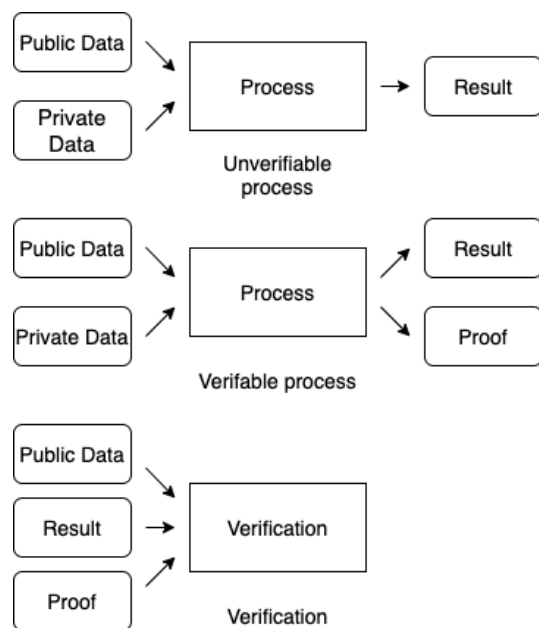 Public Data
Process
Result
Private
Data
Unverifiable
process
Public Data
Result
Process
Private Data
Proof
Verifable process
Public Data
Result
Verification
Proof
Verification